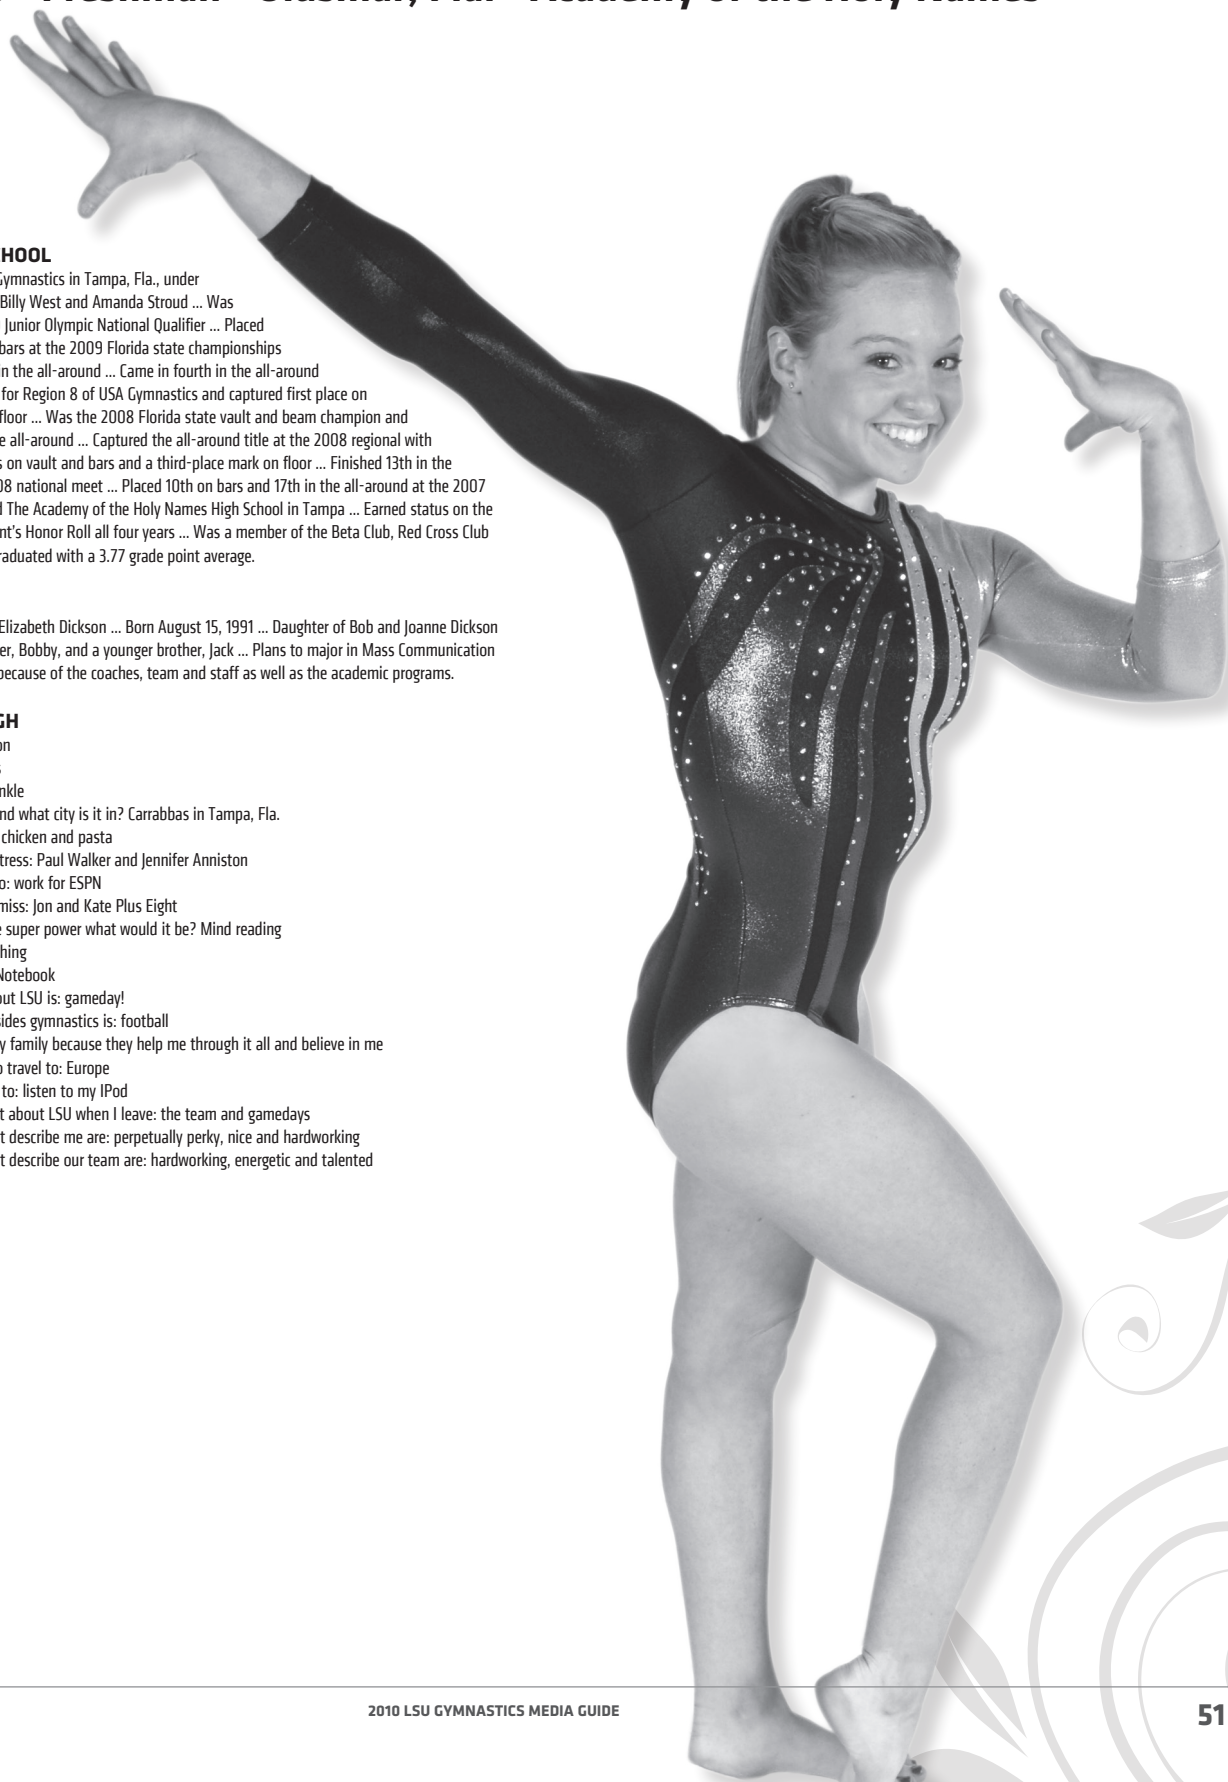 Freshman
Academy of the Holy Names
CHOOL
Gymnastics in Tampa, Fla., under
Billy West and Amanda Stroud ... Was
Junior Olympic National Qualifier ... Placed
bars at the 2009 Florida state championships
in the all-around ... Came in fourth in the all-around
for Region 8 of USA Gymnastics and captured first place on
floor ... Was the 2008 Florida state vault and beam champion and
e all-around ... Captured the all-around title at the 2008 regional with
s on vault and bars and a third-place mark on floor ... Finished 13th in the
08 national meet ... Placed 10th on bars and 17th in the all-around at the 2007
d The Academy of the Holy Names High School in Tampa ... Earned status on the
nt's Honor Roll all four years ... Was a member of the Beta Club, Red Cross Club
raduated with a 3.77 grade point average.
Elizabeth Dickson ... Born August 15, 1991 ... Daughter of Bob and Joanne Dickson
er, Bobby, and a younger brother, Jack ... Plans to major in Mass Communication
because of the coaches, team and staff as well as the academic programs.
GH
on
s
nkle
nd what city is it in? Carrabbas in Tampa, Fla.
chicken and pasta
tress: Paul Walker and Jennifer Anniston
o: work for ESPN
miss: Jon and Kate Plus Eight
e super power what would it be? Mind reading
hing
Notebook
out LSU is: gameday!
sides gymnastics is: football
y family because they help me through it all and believe in me
o travel to: Europe
to: listen to my IPod
t about LSU when I leave: the team and gamedays
t describe me are: perpetually perky, nice and hardworking
t describe our team are: hardworking, energetic and talented
2010 LSU GYMNASTICS MEDIA GUIDE
51